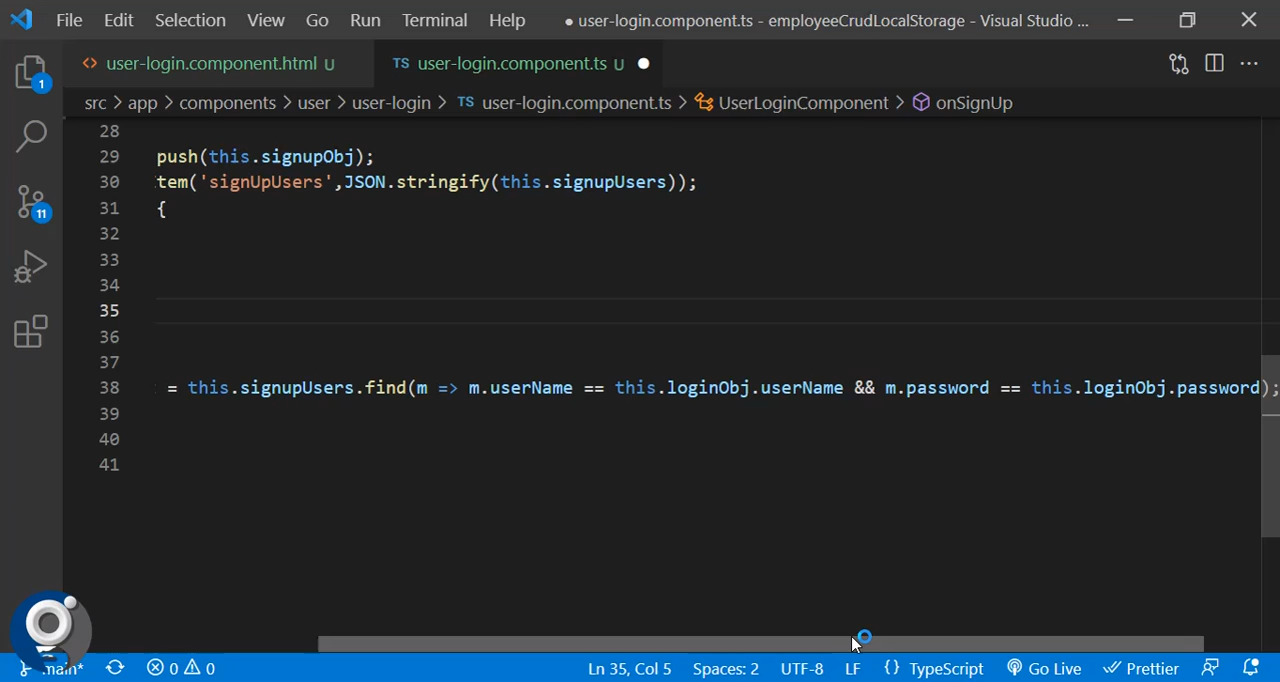 File Edit Selection View Go Run Terminal Help ● user-login.component.ts - employeeCrudLocalStorage - Visual Studio ...
<> user-login.component.html U TS user-login.component.ts U ●
src > app > components > user > user-login > TS user-login.component.ts > UserLoginComponent > onSignUp
1
11
28
29 push(this.signupObj);
30 tem('signUpUsers',JSON.stringify(this.signupUsers));
31 {
32
33
34
35
36
37
38 = this.signupUsers.find(m => m.userName == this.loginObj.userName && m.password == this.loginObj.password);
39
40
41
main* 0 0 Ln 35, Col 5 Spaces: 2 UTF-8 LF {} TypeScript Go Live Prettier